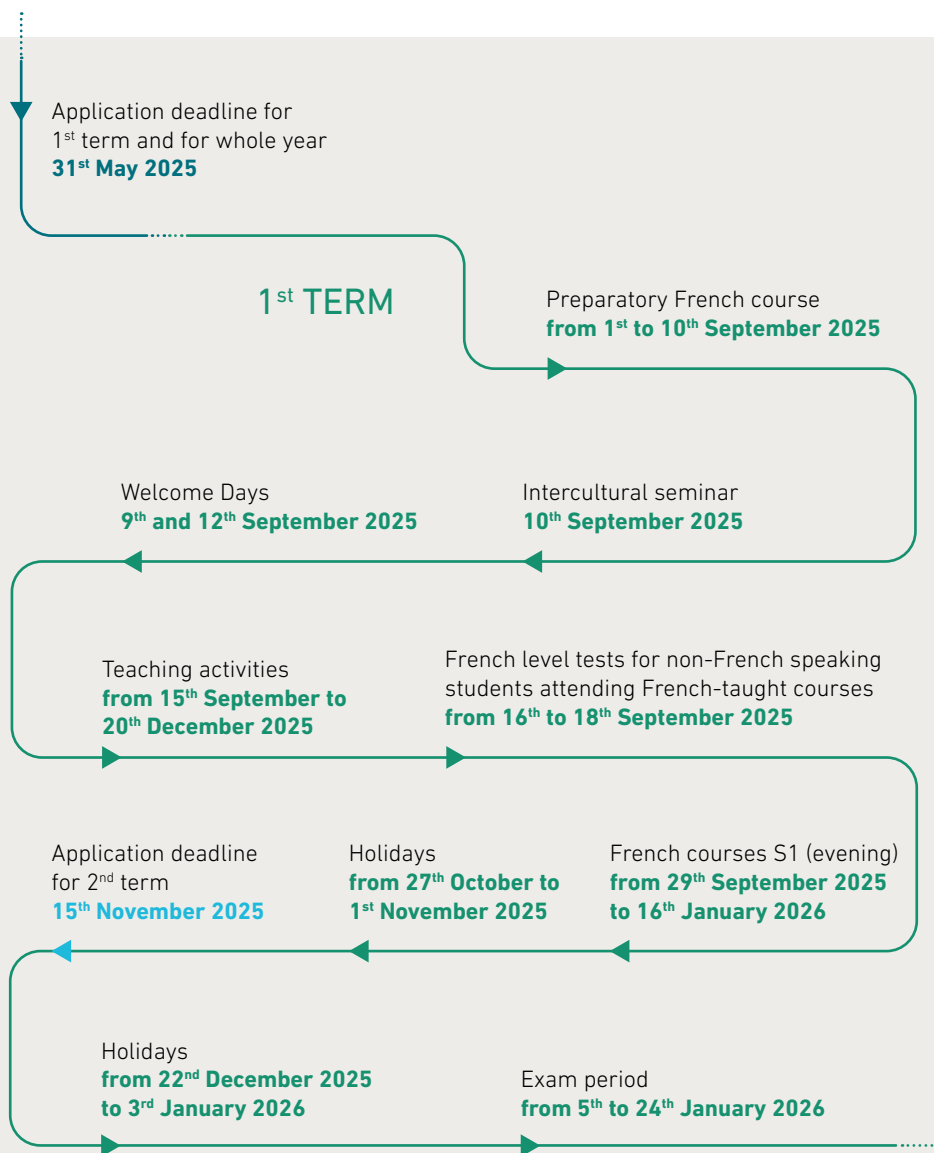 Application deadline for
1st term and for whole year
31st May 2025
1st TERM
Preparatory French course
from 1st to 10th September 2025
Intercultural seminar
10th September 2025
Welcome Days
9th and 12th September 2025
Teaching activities
from 15th September to
20th December 2025
French level tests for non-French speaking
students attending French-taught courses
from 16th to 18th September 2025
French courses S1 (evening)
from 29th September 2025
to 16th January 2026
Holidays
from 27th October to
1st November 2025
Application deadline
for 2nd term
15th November 2025
Holidays
from 22nd December 2025
to 3rd January 2026
Exam period
from 5th to 24th January 2026